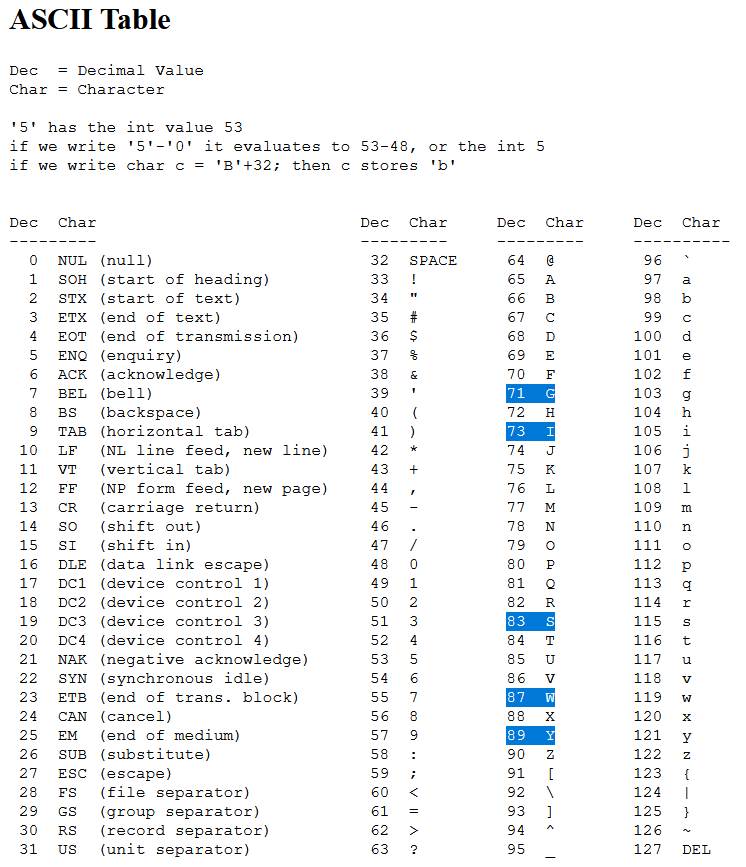 ASCII Table
Dec  = Decimal Value
Char = Character
'5' has the int value 53
if we write '5'-'0' it evaluates to 53-48, or the int 5
if we write char c = 'B'+32; then c stores 'b'
Dec  Char                           Dec  Char     Dec  Char     Dec  Char
---------                           ---------     ---------     ----------
  0  NUL (null)                      32  SPACE     64  @         96  `
  1  SOH (start of heading)          33  !         65  A         97  a
  2  STX (start of text)             34  "         66  B         98  b
  3  ETX (end of text)               35  #         67  C         99  c
  4  EOT (end of transmission)       36  $         68  D        100  d
  5  ENQ (enquiry)                   37  %         69  E        101  e
  6  ACK (acknowledge)               38  &         70  F        102  f
  7  BEL (bell)                      39  '         71  G        103  g
  8  BS  (backspace)                 40  (         72  H        104  h
  9  TAB (horizontal tab)            41  )         73  I        105  i
 10  LF  (NL line feed, new line)    42  *         74  J        106  j
 11  VT  (vertical tab)              43  +         75  K        107  k
 12  FF  (NP form feed, new page)    44  ,         76  L        108  l
 13  CR  (carriage return)           45  -         77  M        109  m
 14  SO  (shift out)                 46  .         78  N        110  n
 15  SI  (shift in)                  47  /         79  O        111  o
 16  DLE (data link escape)          48  0         80  P        112  p
 17  DC1 (device control 1)          49  1         81  Q        113  q
 18  DC2 (device control 2)          50  2         82  R        114  r
 19  DC3 (device control 3)          51  3         83  S        115  s
 20  DC4 (device control 4)          52  4         84  T        116  t
 21  NAK (negative acknowledge)      53  5         85  U        117  u
 22  SYN (synchronous idle)          54  6         86  V        118  v
 23  ETB (end of trans. block)       55  7         87  W        119  w
 24  CAN (cancel)                    56  8         88  X        120  x
 25  EM  (end of medium)             57  9         89  Y        121  y
 26  SUB (substitute)                58  :         90  Z        122  z
 27  ESC (escape)                    59  ;         91  [        123  {
 28  FS  (file separator)            60  <         92  \        124  |
 29  GS  (group separator)           61  =         93  ]        125  }
 30  RS  (record separator)          62  >         94  ^        126  ~
 31  US  (unit separator)            63  ?         95  _        127  DEL